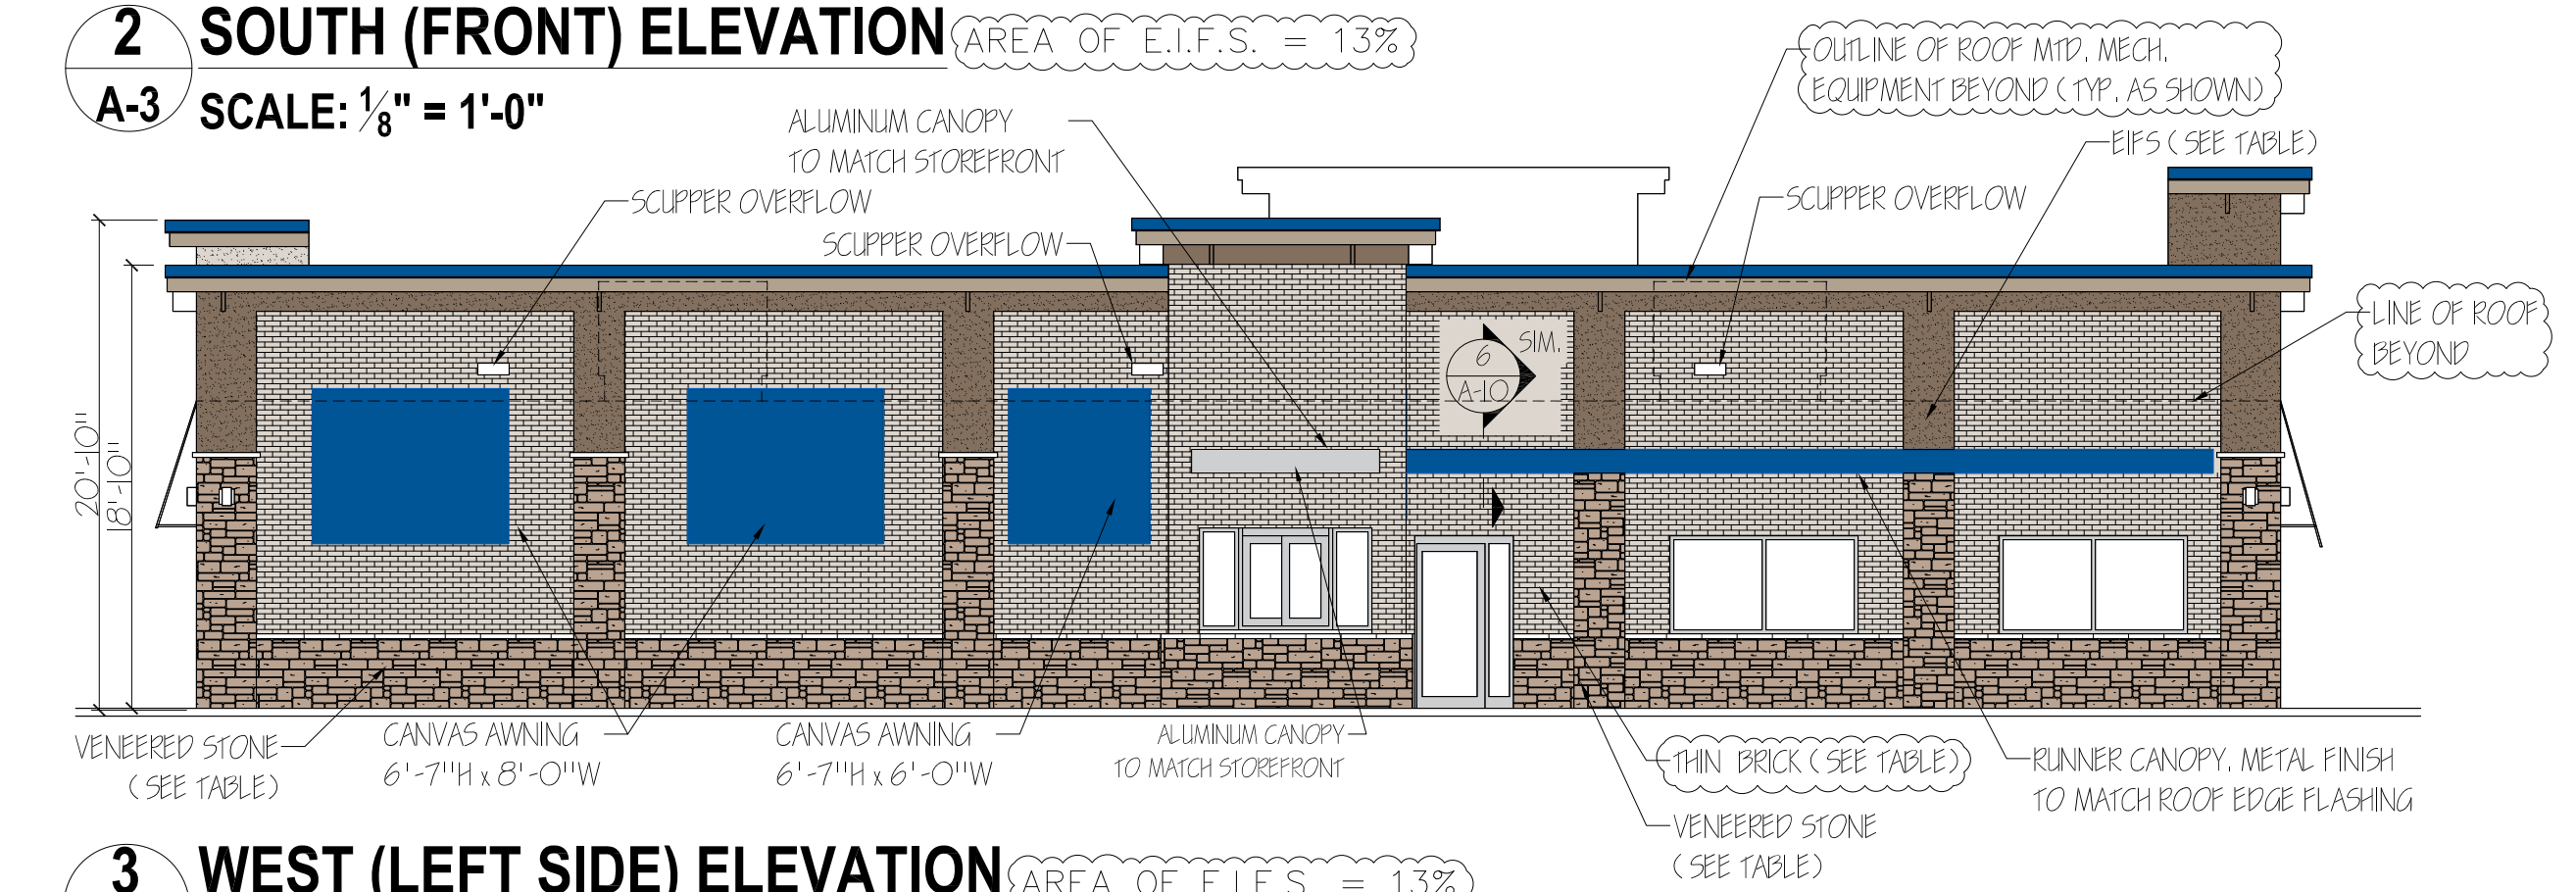 2
A-3
SOUTH (FRONT) ELEVATION
AREA OF E.I.F.S. = 13%
SCALE: 1/8" = 1'-0"
OUTLINE OF ROOF MTD. MECH.
EQUIPMENT BEYOND (TYP. AS SHOWN)
ALUMINUM CANOPY
TO MATCH STOREFRONT
EIFS (SEE TABLE)
SCUPPER OVERFLOW
SCUPPER OVERFLOW
SCUPPER OVERFLOW
LINE OF ROOF
BEYOND
6
A-10
SIM.
20'-10"
18'-10"
VENEERED STONE
(SEE TABLE)
CANVAS AWNING
6'-7"H x 8'-0"W
CANVAS AWNING
6'-7"H x 6'-0"W
ALUMINUM CANOPY
TO MATCH STOREFRONT
THIN BRICK (SEE TABLE)
RUNNER CANOPY. METAL FINISH
TO MATCH ROOF EDGE FLASHING
VENEERED STONE
(SEE TABLE)
3
WEST (LEFT SIDE) ELEVATION
AREA OF E.I.F.S. = 13%